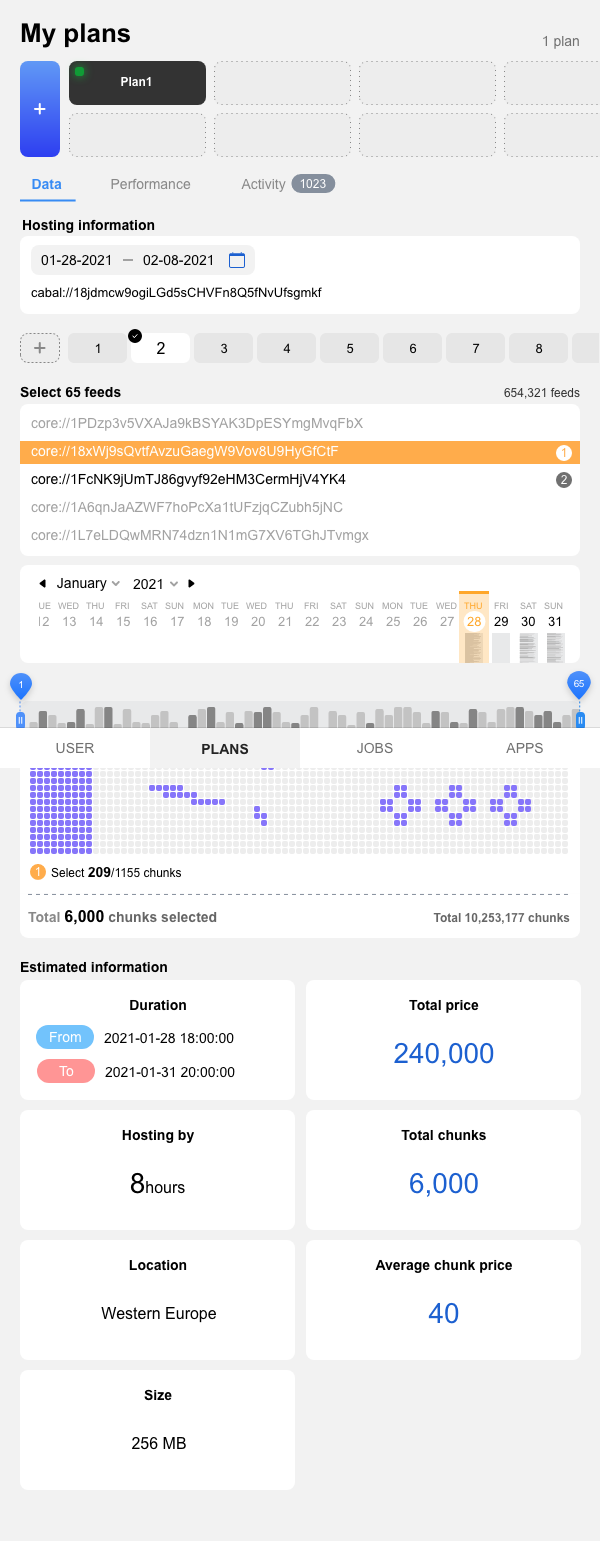 My plans
1 plan
+
Plan1
Data
Performance
Activity 1023
Hosting information
01-28-2021 — 02-08-2021
cabal://18jdmcw9ogiLGd5sCHVFn8Q5fNvUfsgmkf
+ 1 2 3 4 5 6 7 8
Select 65 feeds
654,321 feeds
core://1PDzp3v5VXAJa9kBSYAK3DpESYmgMvqFbX
core://18xWj9sQvtfAvzuGaegW9Vov8U9HyGfCtF 1
core://1FcNK9jUmTJ86gvyf92eHM3CermHjV4YK4 2
core://1A6qnJaAZWF7hoPcXa1tUFzjqCZubh5jNC
core://1L7eLDQwMRN74dzn1N1mG7XV6TGhJTvmgx
January 2021
UE WED THU FRI SAT SUN MON TUE WED THU FRI SAT SUN MON TUE WED THU FRI SAT SUN
12 13 14 15 16 17 18 19 20 21 22 23 24 25 26 27 28 29 30 31
1
65
USER
PLANS
JOBS
APPS
1 Select 209/1155 chunks
Total 6,000 chunks selected
Total 10,253,177 chunks
Estimated information
Duration
From 2021-01-28 18:00:00
To 2021-01-31 20:00:00
Total price
240,000
Hosting by
8hours
Total chunks
6,000
Location
Western Europe
Average chunk price
40
Size
256 MB